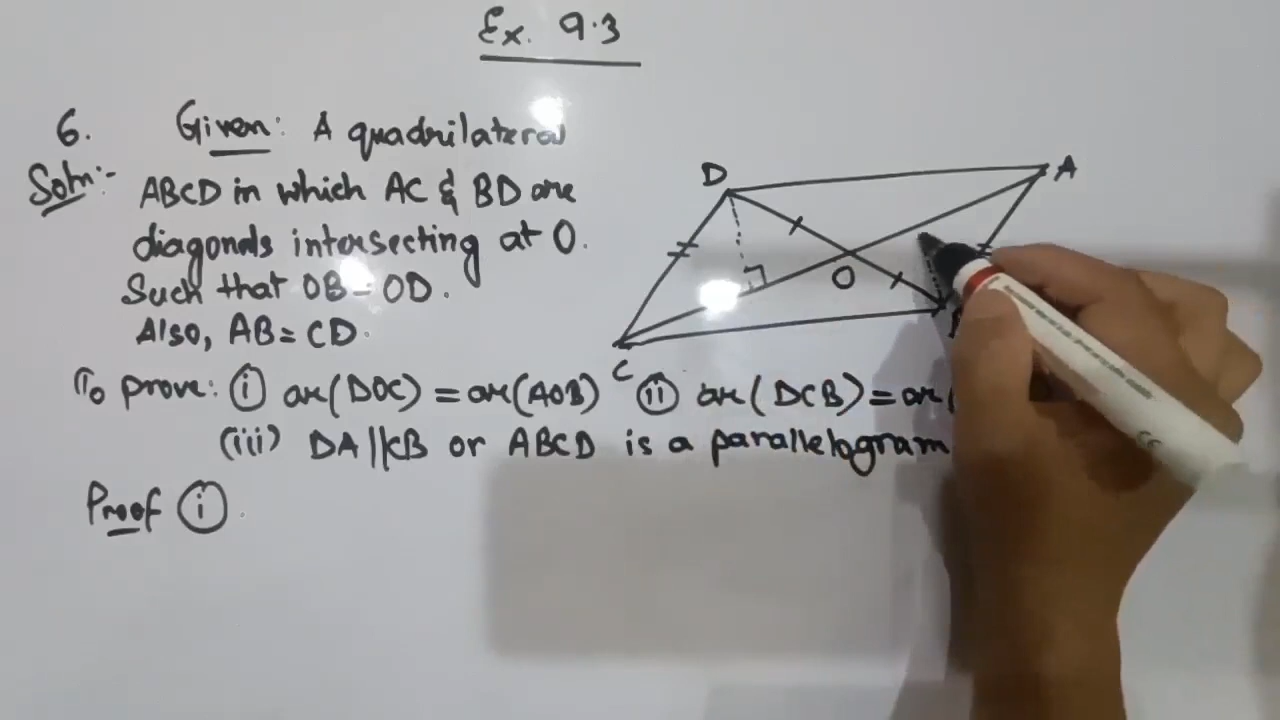 Ex. 9.3
6. Given: A quadrilateral
Soln:- ABCD in which AC & BD are
diagonals intersecting at O.
Such that OB = OD.
Also, AB = CD.
To prove: (i) ar(DOC) = ar(AOB) (ii) ar(DCB) = ar(
(iii) DA||CB or ABCD is a parallelogram
Proof (i).
D
A
O
C